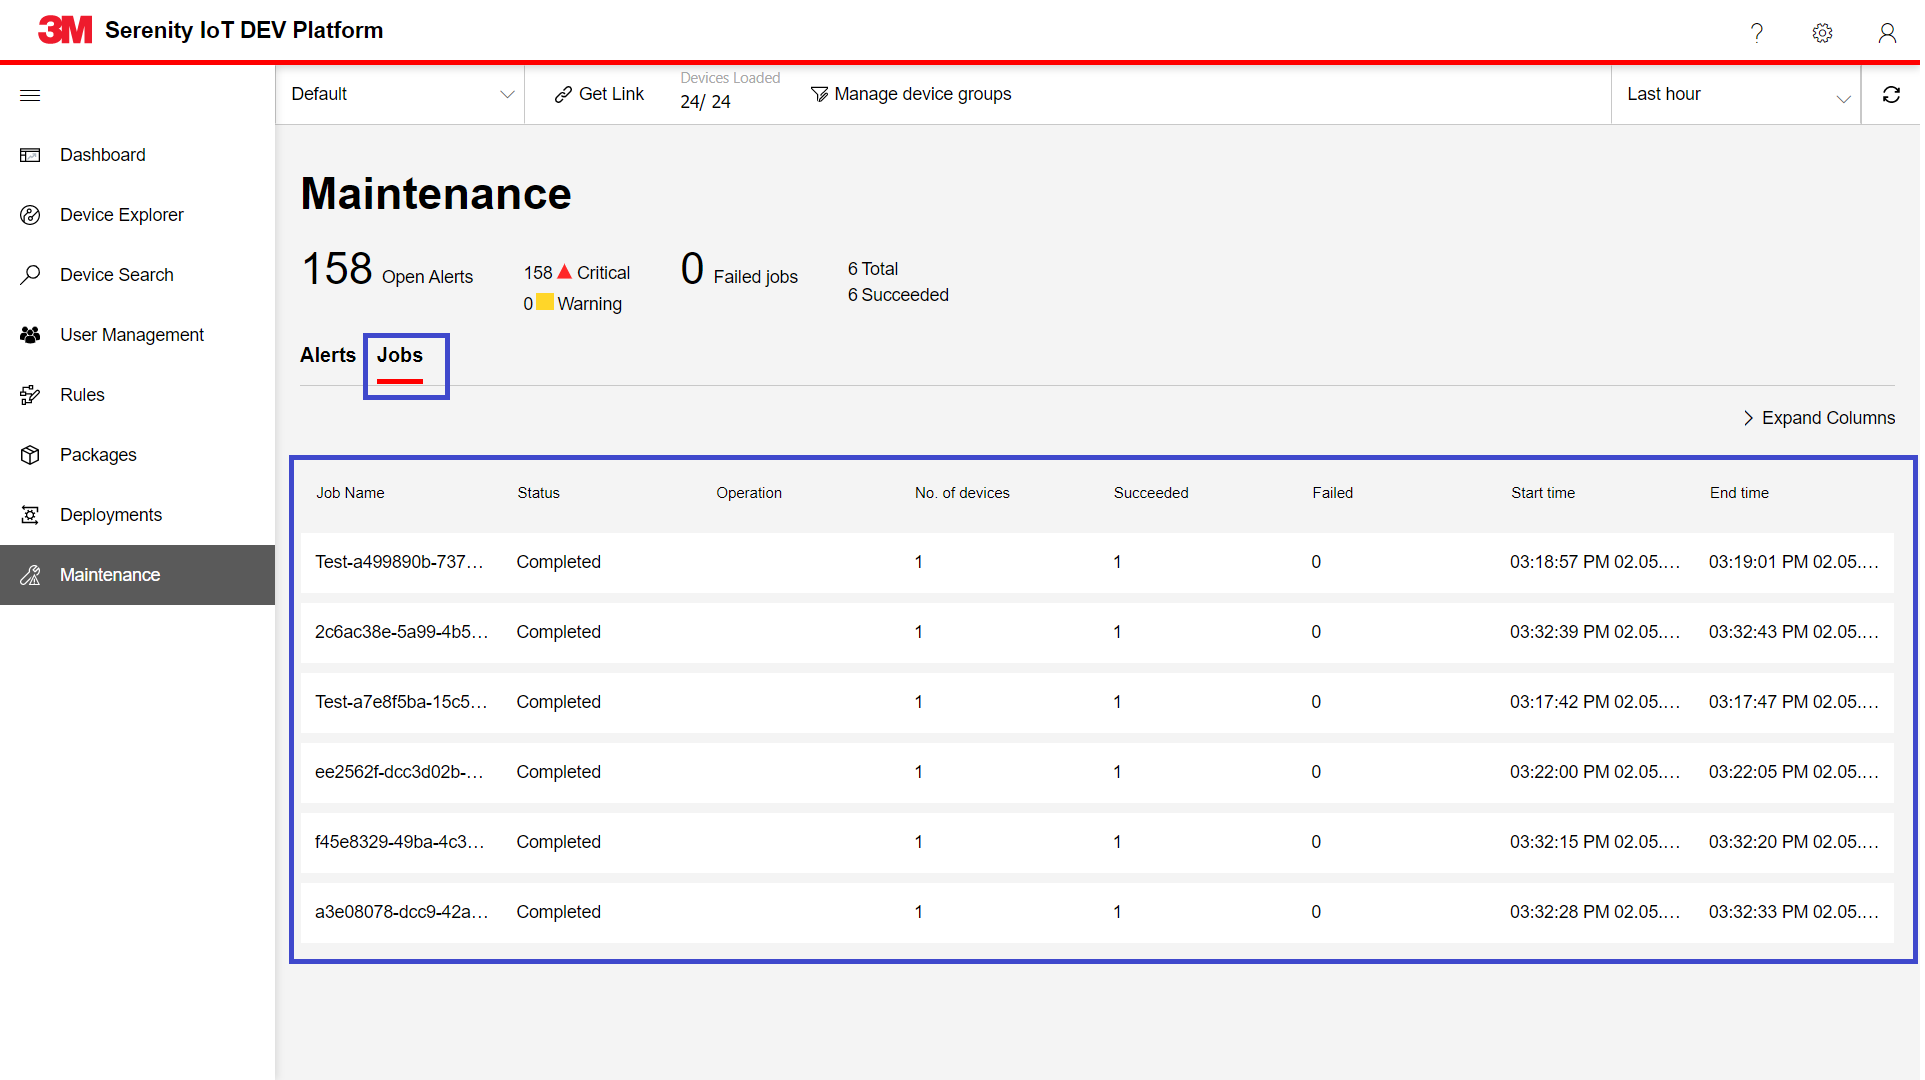 3M Serenity IoT DEV Platform
Default
Get Link
Devices Loaded
24/ 24
Manage device groups
Last hour
Dashboard
Device Explorer
Device Search
User Management
Rules
Packages
Deployments
Maintenance
Maintenance
158 Open Alerts
158 Critical
0 Warning
0 Failed jobs
6 Total
6 Succeeded
Alerts Jobs
Expand Columns
Job Name Status Operation No. of devices Succeeded Failed Start time End time
Test-a499890b-737... Completed 1 1 0 03:18:57 PM 02.05.... 03:19:01 PM 02.05....
2c6ac38e-5a99-4b5... Completed 1 1 0 03:32:39 PM 02.05.... 03:32:43 PM 02.05....
Test-a7e8f5ba-15c5... Completed 1 1 0 03:17:42 PM 02.05.... 03:17:47 PM 02.05....
ee2562f-dcc3d02b-... Completed 1 1 0 03:22:00 PM 02.05.... 03:22:05 PM 02.05....
f45e8329-49ba-4c3... Completed 1 1 0 03:32:15 PM 02.05.... 03:32:20 PM 02.05....
a3e08078-dcc9-42a... Completed 1 1 0 03:32:28 PM 02.05.... 03:32:33 PM 02.05....